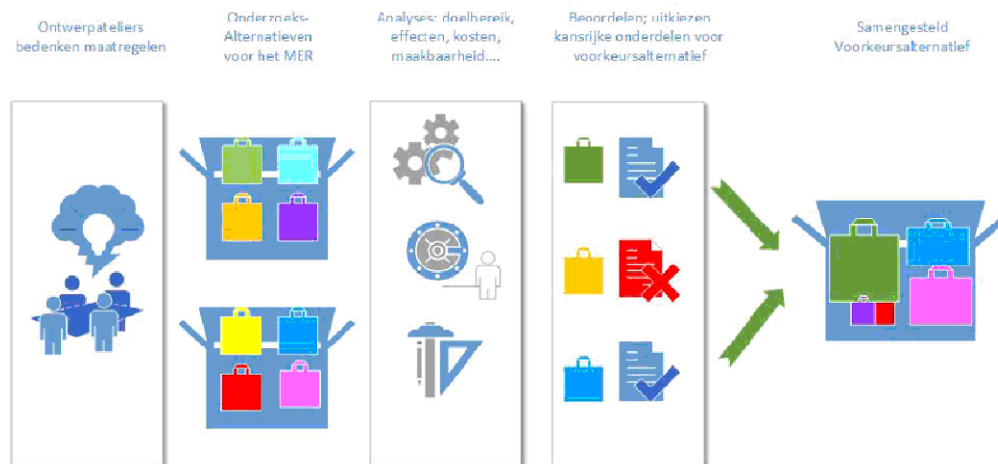 Ontwerpateliers
bedenken maatregelen
Onderzoeks-
Alternatieven
voor het MER
Analyses: doelbereik,
effecten, kosten,
maakbaarheid....
Beoordelen; uitkiezen
kansrijke onderdelen voor
voorkeursalternatief
Samengesteld
Voorkeursalternatief